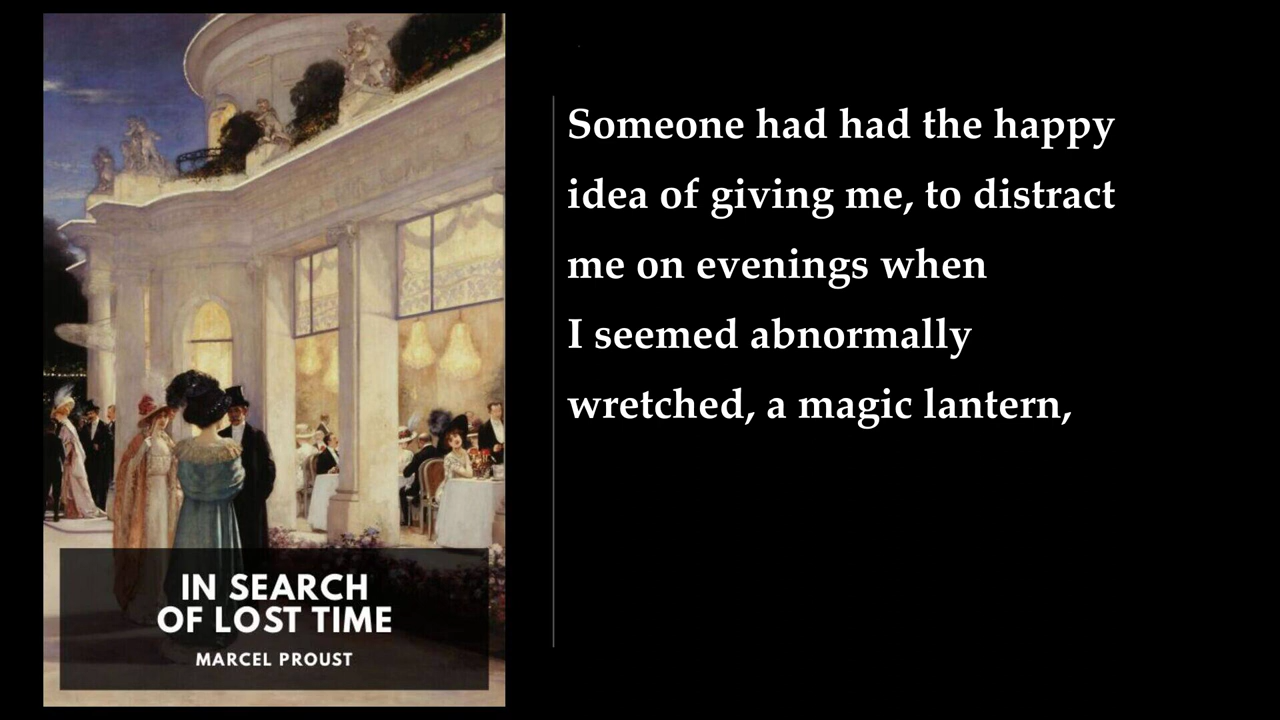 IN SEARCH
OF LOST TIME
MARCEL PROUST
Someone had had the happy
idea of giving me, to distract
me on evenings when
I seemed abnormally
wretched, a magic lantern,